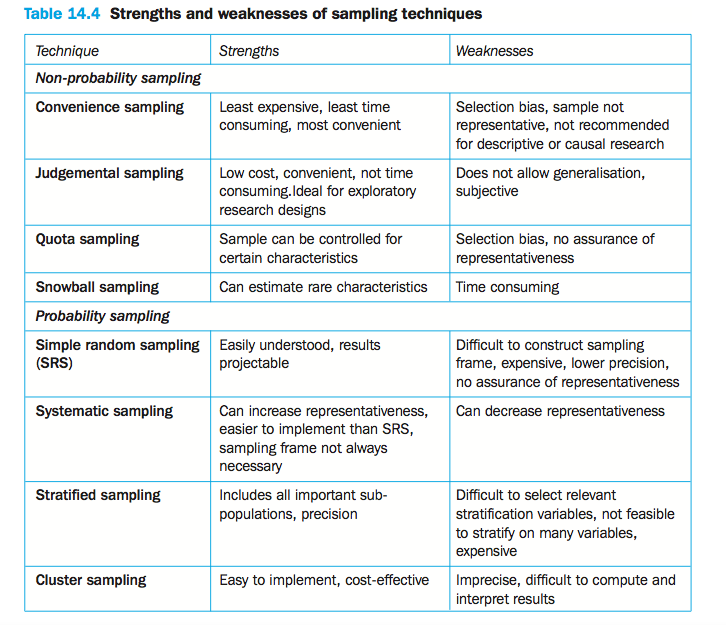 Table 14.4 Strengths and weaknesses of sampling techniques
Technique Strengths Weaknesses
Non-probability sampling
Convenience sampling Least expensive, least time Selection bias, sample not
consuming, most convenient representative, not recommended
for descriptive or causal research
Judgemental sampling Low cost, convenient, not time Does not allow generalisation,
consuming.Ideal for exploratory subjective
research designs
Quota sampling Sample can be controlled for Selection bias, no assurance of
certain characteristics representativeness
Snowball sampling Can estimate rare characteristics Time consuming
Probability sampling
Simple random sampling Easily understood, results Difficult to construct sampling
(SRS) projectable frame, expensive, lower precision,
no assurance of representativeness
Systematic sampling Can increase representativeness, Can decrease representativeness
easier to implement than SRS,
sampling frame not always
necessary
Stratified sampling Includes all important sub- Difficult to select relevant
populations, precision stratification variables, not feasible
to stratify on many variables,
expensive
Cluster sampling Easy to implement, cost-effective Imprecise, difficult to compute and
interpret results